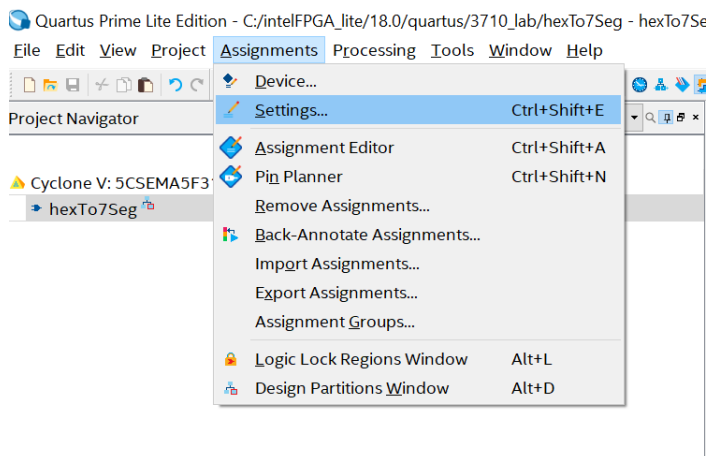 Quartus Prime Lite Edition - C:/intelFPGA_lite/18.0/quartus/3710_lab/hexTo7Seg - hexTo7Se
File Edit View Project Assignments Processing Tools Window Help
Device...
Settings... Ctrl+Shift+E
Project Navigator
Assignment Editor Ctrl+Shift+A
Pin Planner Ctrl+Shift+N
Cyclone V: 5CSEMA5F3
hexTo7Seg
Remove Assignments...
Back-Annotate Assignments...
Import Assignments...
Export Assignments...
Assignment Groups...
Logic Lock Regions Window Alt+L
Design Partitions Window Alt+D